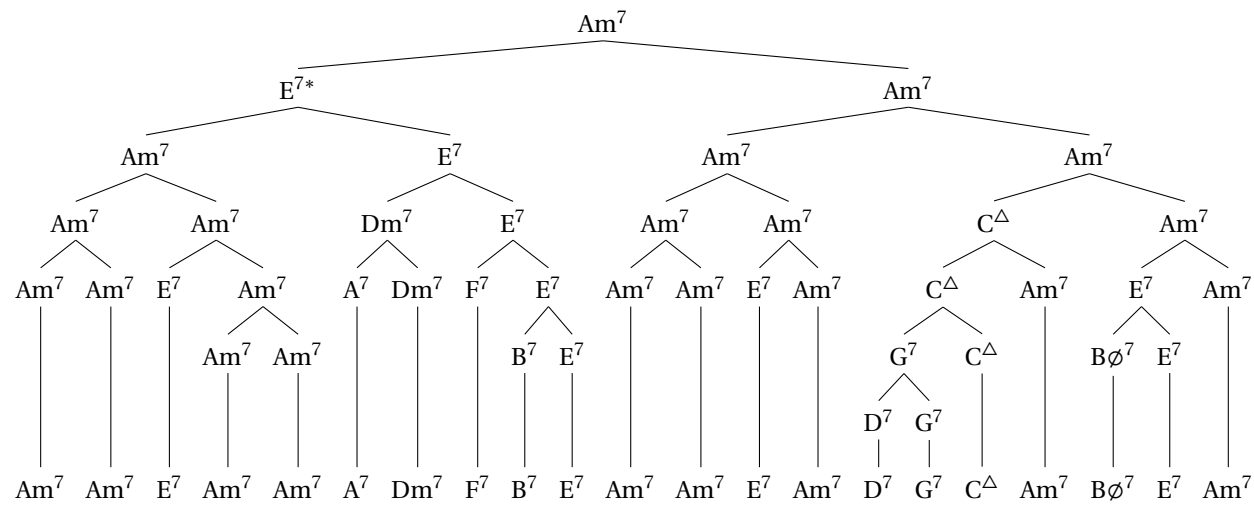 Am⁷
E⁷* Am⁷
Am⁷ E⁷ Am⁷ Am⁷
Am⁷ Am⁷ Dm⁷ E⁷ Am⁷ Am⁷ C△ Am⁷
Am⁷ Am⁷ E⁷ Am⁷ A⁷ Dm⁷ F⁷ E⁷ Am⁷ Am⁷ E⁷ Am⁷ C△ Am⁷ E⁷ Am⁷
Am⁷ Am⁷ B⁷ E⁷ G⁷ C△ Bø⁷ E⁷
D⁷ G⁷
Am⁷ Am⁷ E⁷ Am⁷ Am⁷ A⁷ Dm⁷ F⁷ B⁷ E⁷ Am⁷ Am⁷ E⁷ Am⁷ D⁷ G⁷ C△ Am⁷ Bø⁷ E⁷ Am⁷